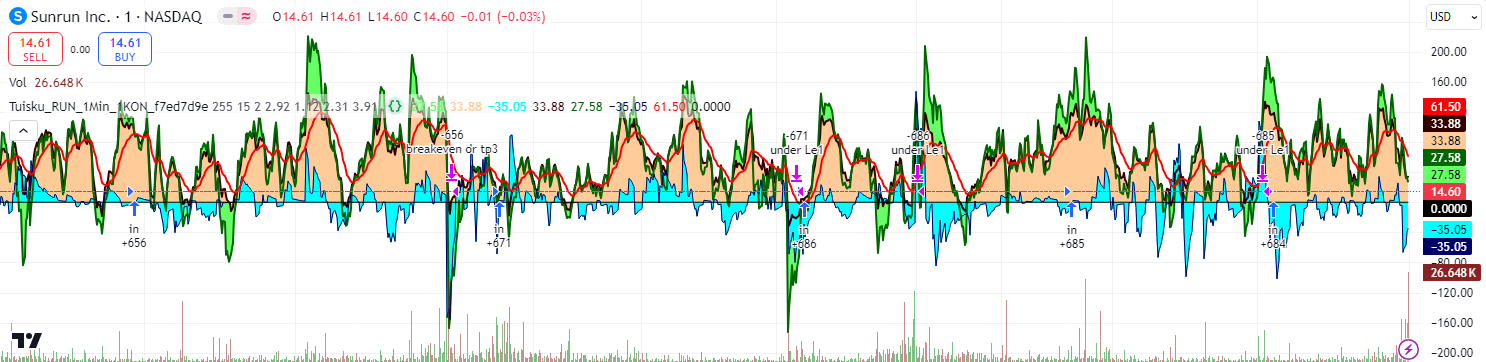 S Sunrun Inc. · 1 · NASDAQ O14.61 H14.61 L14.60 C14.60 −0.01 (−0.03%)
14.61 SELL 0.00 14.61 BUY
Vol 26.648 K
Tuisku_RUN_1Min_1KON_f7ed7d9e 255 15 2 2.92 1.12 2.31 3.91 {} 33.88 −35.05 33.88 27.58 −35.05 61.50 0.0000
-656
breakeven or tp3
-671
under Le1
-686
under Le1
-685
under Le1
in
+656
in
+671
in
+686
in
+685
in
+684
USD
200.00
160.00
61.50
33.88
33.88
27.58
27.58
14.60
0.0000
−35.05
−35.05
−80.00
26.648 K
−120.00
−160.00
−200.00